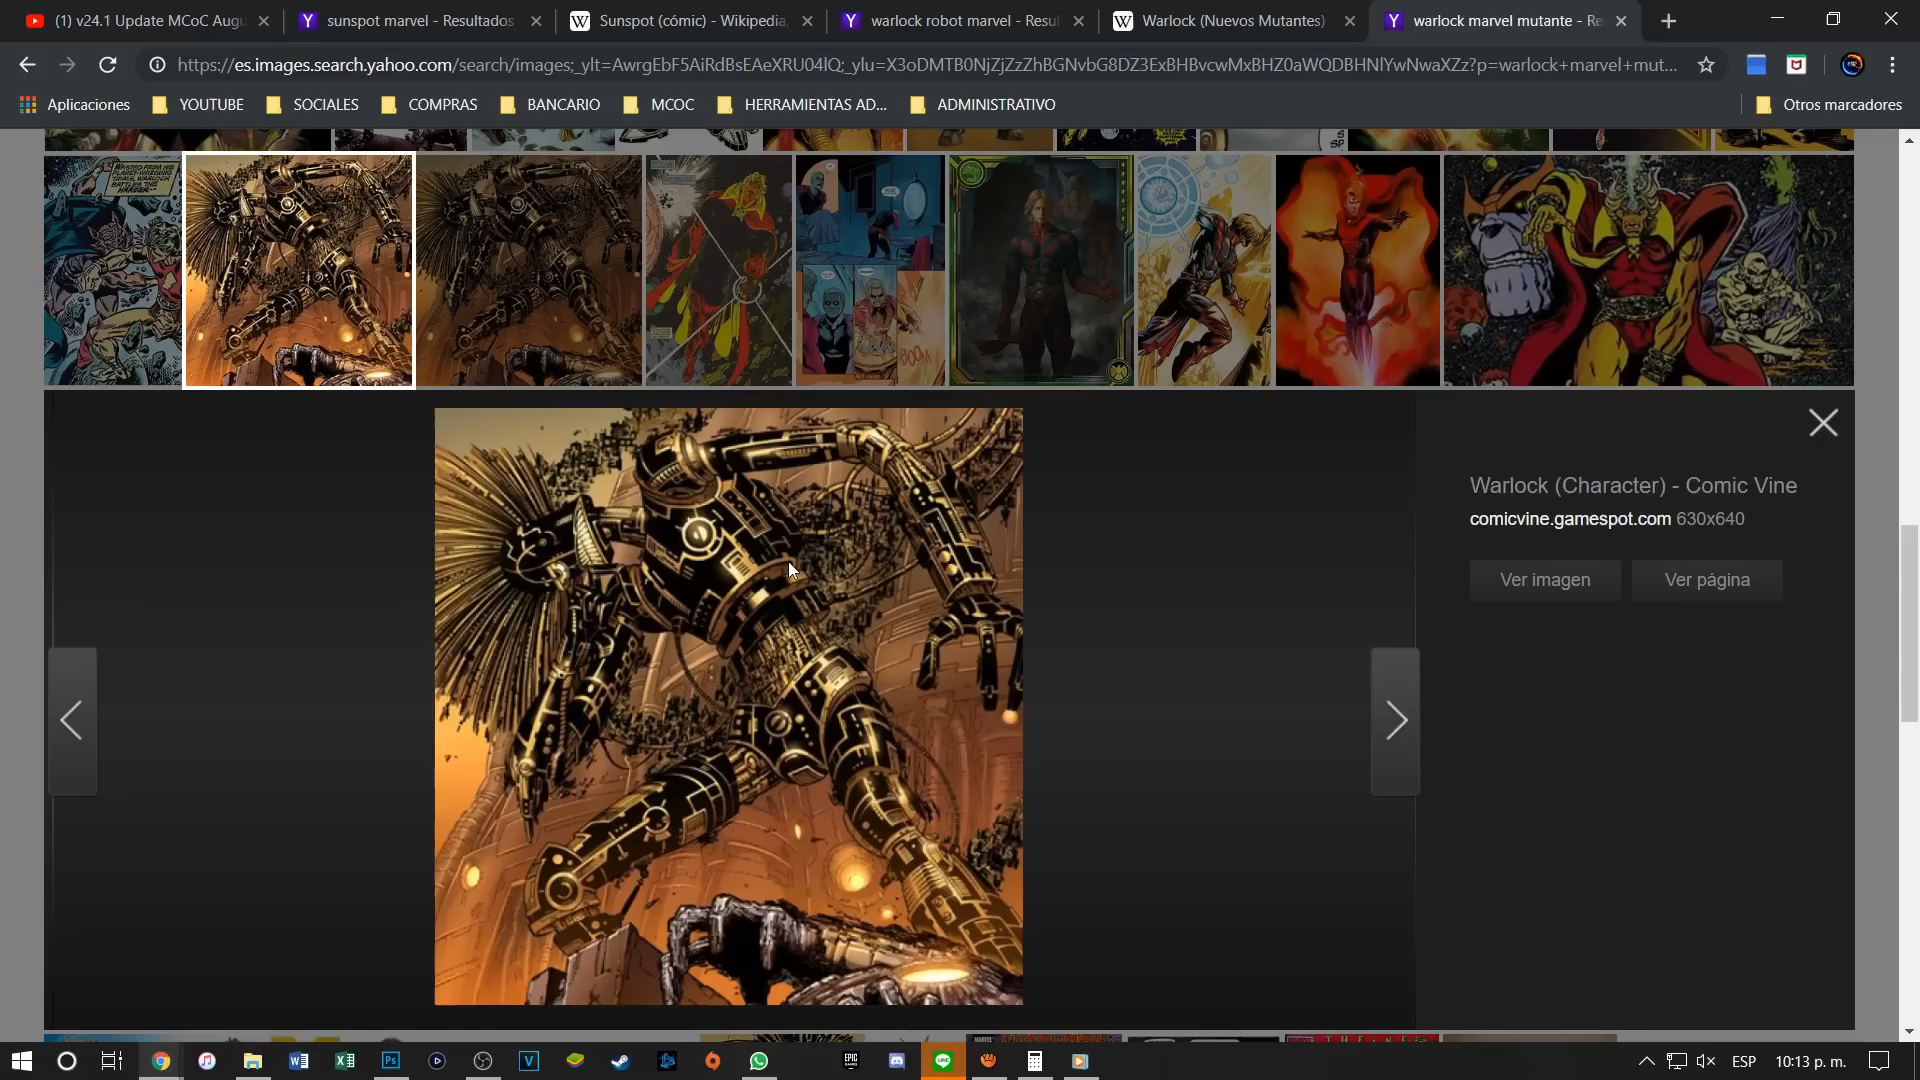 (1) v24.1 Update MCoC Augu
sunspot marvel - Resultados
Sunspot (cómic) - Wikipedia,
warlock robot marvel - Resul
Warlock (Nuevos Mutantes)
warlock marvel mutante - Re
https://es.images.search.yahoo.com/search/images;_ylt=AwrgEbF5AiRdBsEAeXRU04lQ;_ylu=X3oDMTB0NjZjZzZhBGNvbG8DZ3ExBHBvcwMxBHZ0aWQDBHNlYwNwaXZz?p=warlock+marvel+mut...
Aplicaciones
YOUTUBE
SOCIALES
COMPRAS
BANCARIO
MCOC
HERRAMIENTAS AD...
ADMINISTRATIVO
Otros marcadores
BOOM
Warlock (Character) - Comic Vine
comicvine.gamespot.com 630x640
Ver imagen
Ver página
ESP
10:13 p. m.